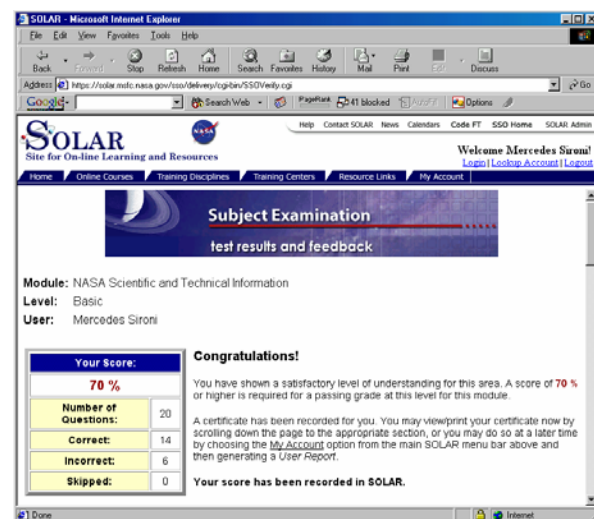 SOLAR - Microsoft Internet Explorer
File Edit View Favorites Tools Help
Back Forward Stop Refresh Home Search Favorites History Mail Print Edit Discuss
Address https://solar.msfc.nasa.gov/sso/delivery/cgi-bin/SSOVerify.cgi Go
Google Search Web PageRank 41 blocked AutoFill Options
Help Contact SOLAR News Calendars Code FT SSO Home SOLAR Admin
SOLAR
NASA
Site for On-line Learning and Resources
Welcome Mercedes Sironi!
Login | Lookup Account | Logout
Home Online Courses Training Disciplines Training Centers Resource Links My Account
Subject Examination
test results and feedback
Module: NASA Scientific and Technical Information
Level: Basic
User: Mercedes Sironi
Your Score:
70 %
Number of Questions: 20
Correct: 14
Incorrect: 6
Skipped: 0
Congratulations!
You have shown a satisfactory level of understanding for this area. A score of 70 %
or higher is required for a passing grade at this level for this module.
A certificate has been recorded for you. You may view/print your certificate now by
scrolling down the page to the appropriate section, or you may do so at a later time
by choosing the My Account option from the main SOLAR menu bar above and
then generating a User Report.
Your score has been recorded in SOLAR.
Done Internet